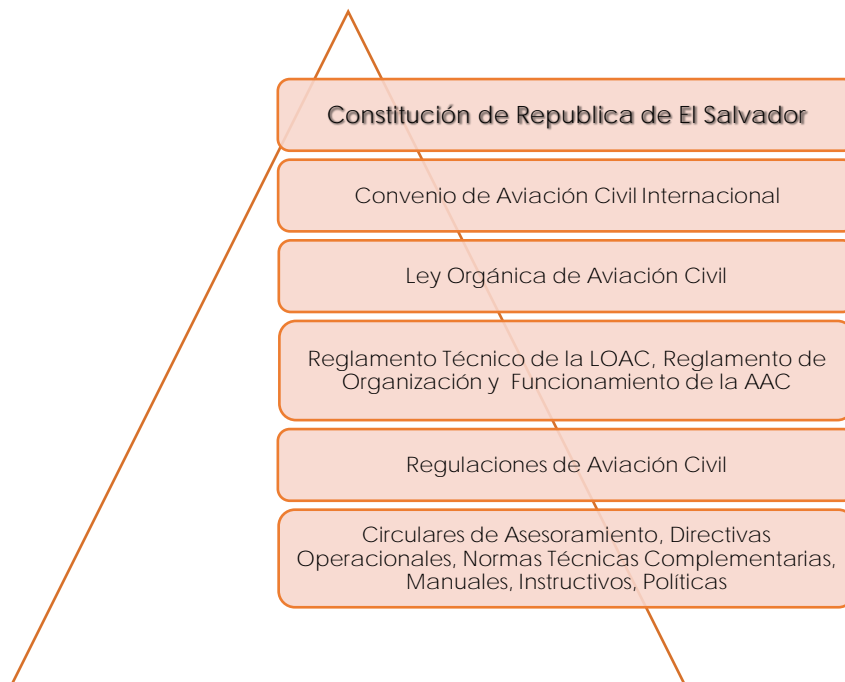 Constitución de Republica de El Salvador
Convenio de Aviación Civil Internacional
Ley Orgánica de Aviación Civil
Reglamento Técnico de la LOAC, Reglamento de
Organización y Funcionamiento de la AAC
Regulaciones de Aviación Civil
Circulares de Asesoramiento, Directivas
Operacionales, Normas Técnicas Complementarias,
Manuales, Instructivos, Políticas